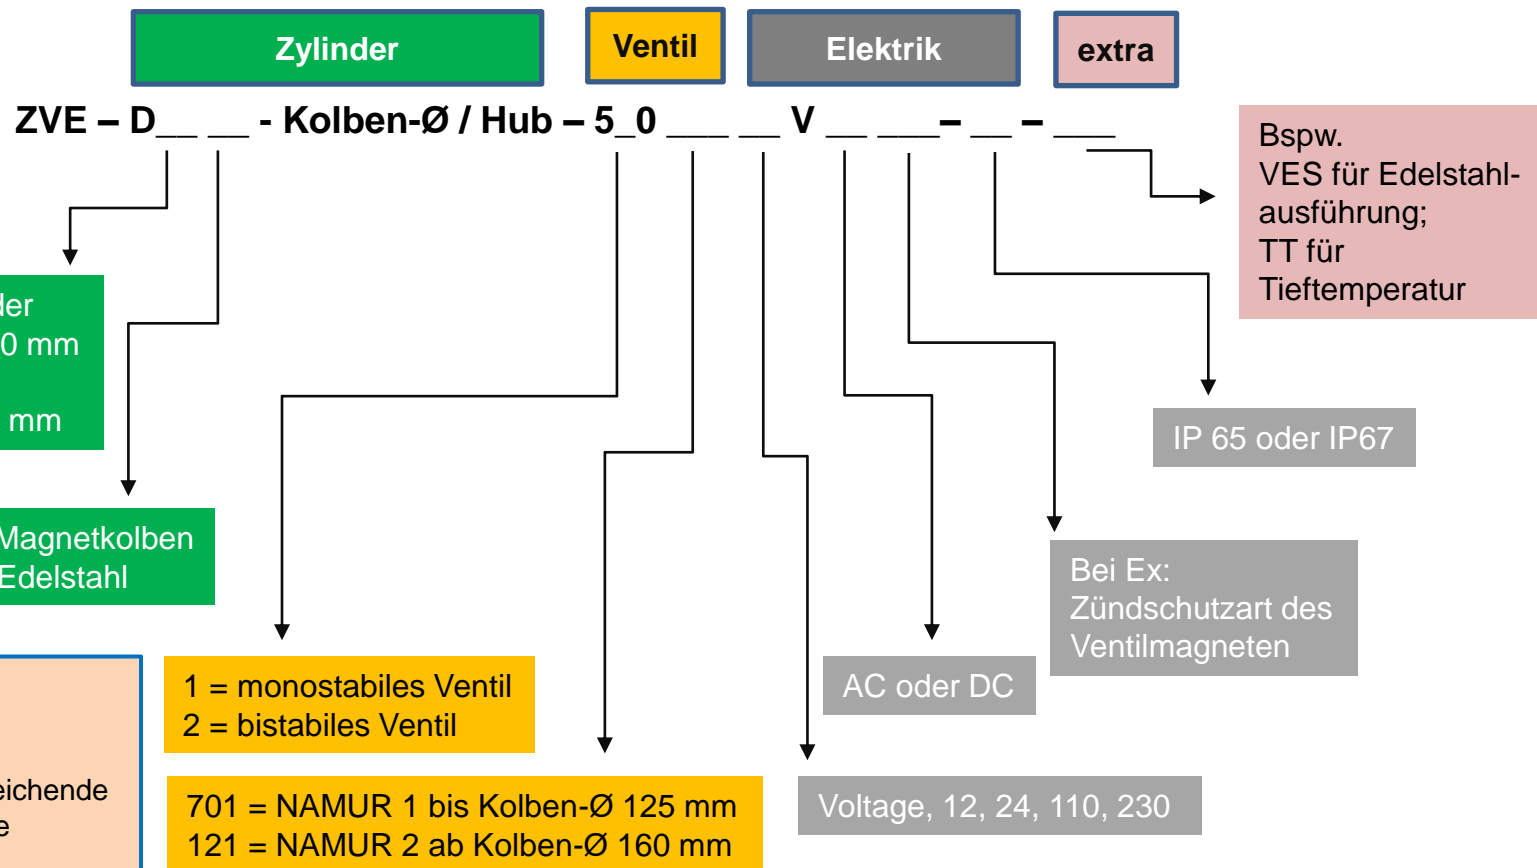 Zylinder
Ventil
Elektrik
extra
ZVE – D__ __ - Kolben-Ø / Hub – 5_0 ___ __ V __ ___– __ – ___
Bspw.
VES für Edelstahl-
ausführung;
TT für
Tieftemperatur
der
0 mm
mm
IP 65 oder IP67
Magnetkolben
Edelstahl
Bei Ex:
Zündschutzart des
Ventilmagneten
1 = monostabiles Ventil
2 = bistabiles Ventil
AC oder DC
eichende
e
701 = NAMUR 1 bis Kolben-Ø 125 mm
121 = NAMUR 2 ab Kolben-Ø 160 mm
Voltage, 12, 24, 110, 230